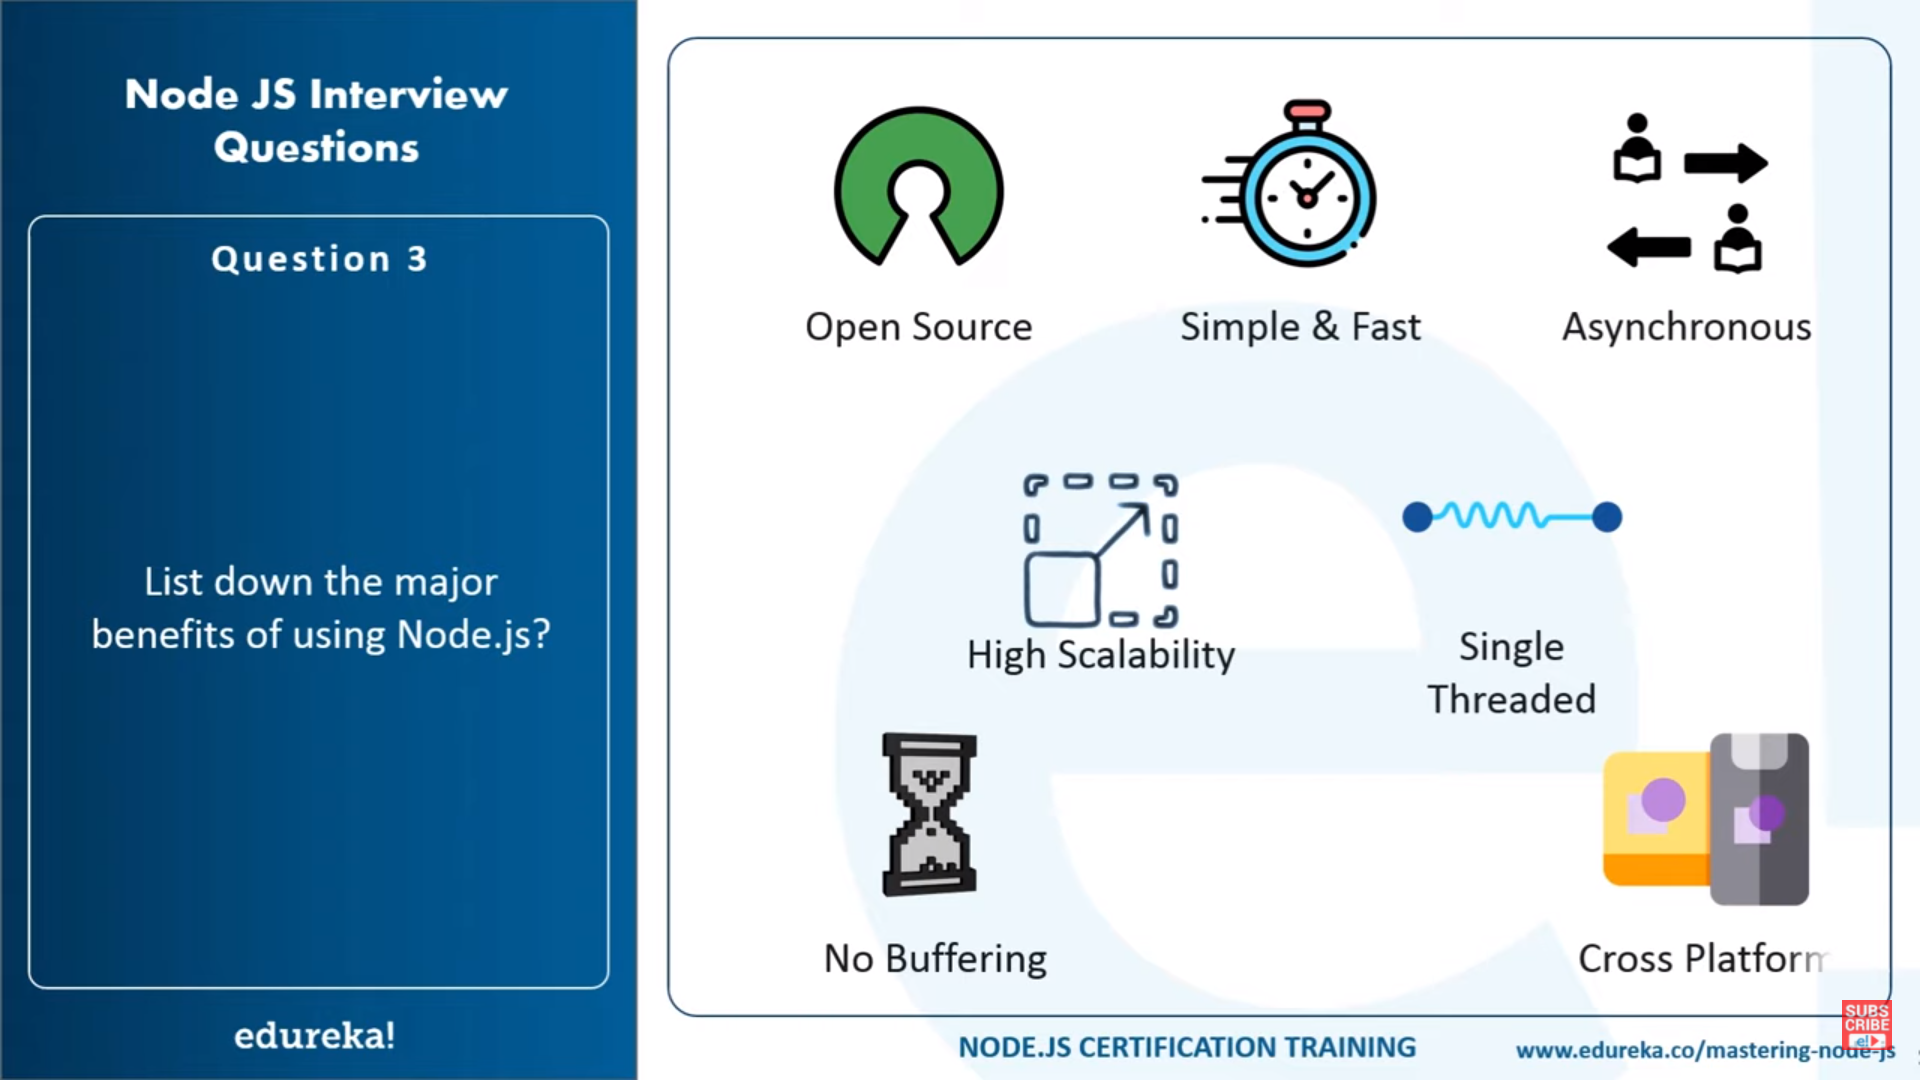 Node JS Interview
Questions
Question 3
List down the major
benefits of using Node.js?
edureka!
Open Source
Simple & Fast
Asynchronous
High Scalability
Single
Threaded
No Buffering
Cross Platform
NODE.JS CERTIFICATION TRAINING
www.edureka.co/mastering-node-js
SUBS
CRIBE
e!